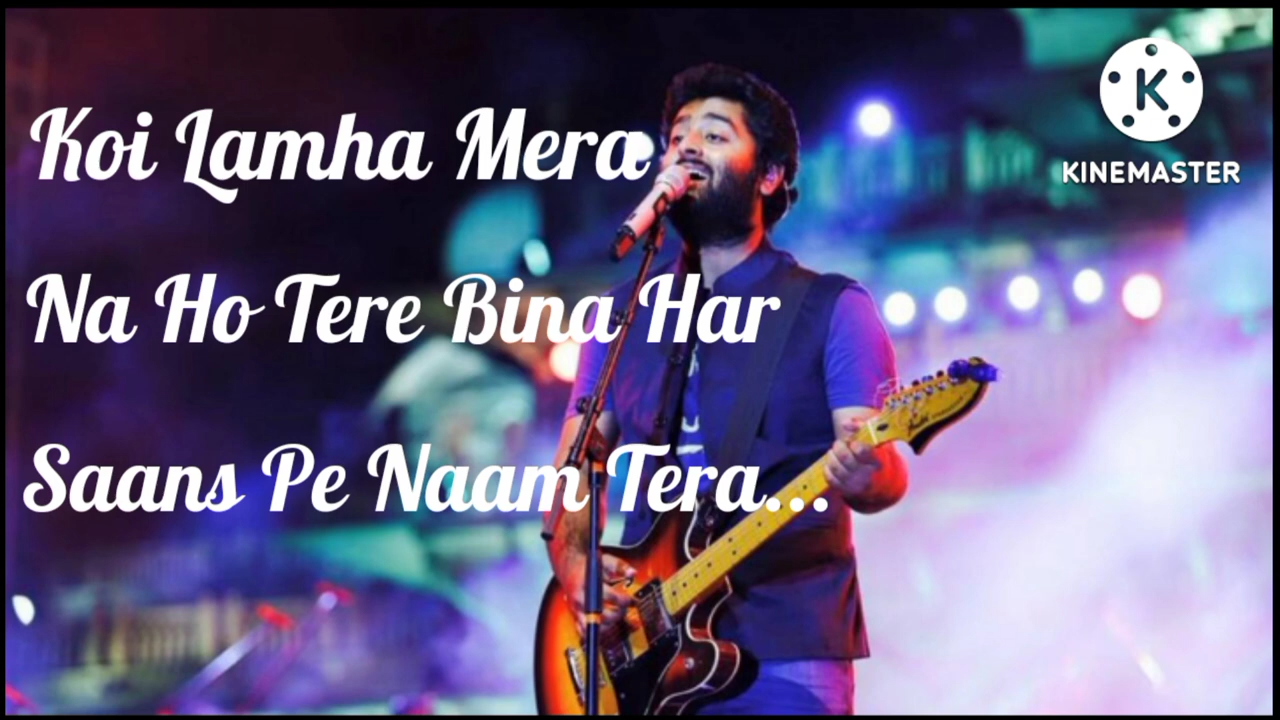 Koi Lamha Mera
Na Ho Tere Bina Har
Saans Pe Naam Tera...
K
KINEMASTER